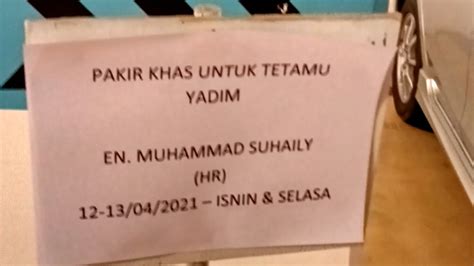 PAKIR KHAS UNTUK TETAMU
YADIM
EN. MUHAMMAD SUHAILY
(HR)
12-13/04/2021 – ISNIN & SELASA